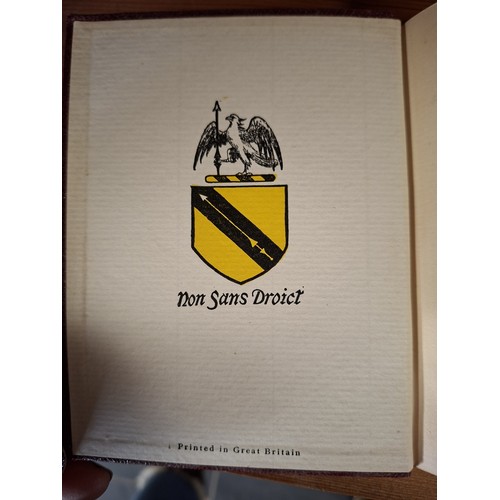 Non Sans Droict
Printed in Great Britain